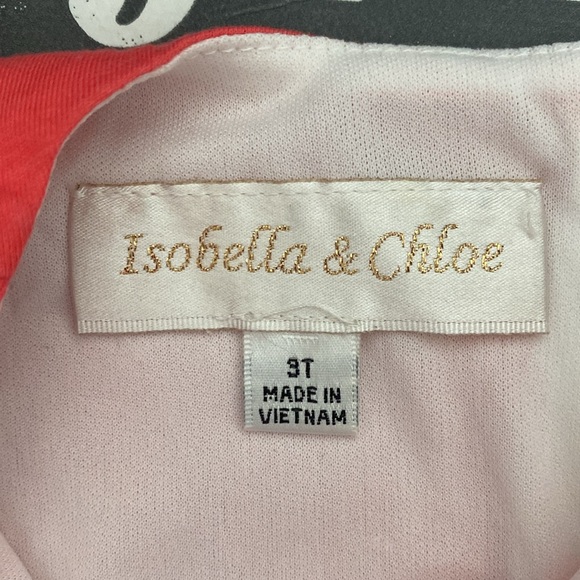 Isobella & Chloe
3T
MADE IN
VIETNAM